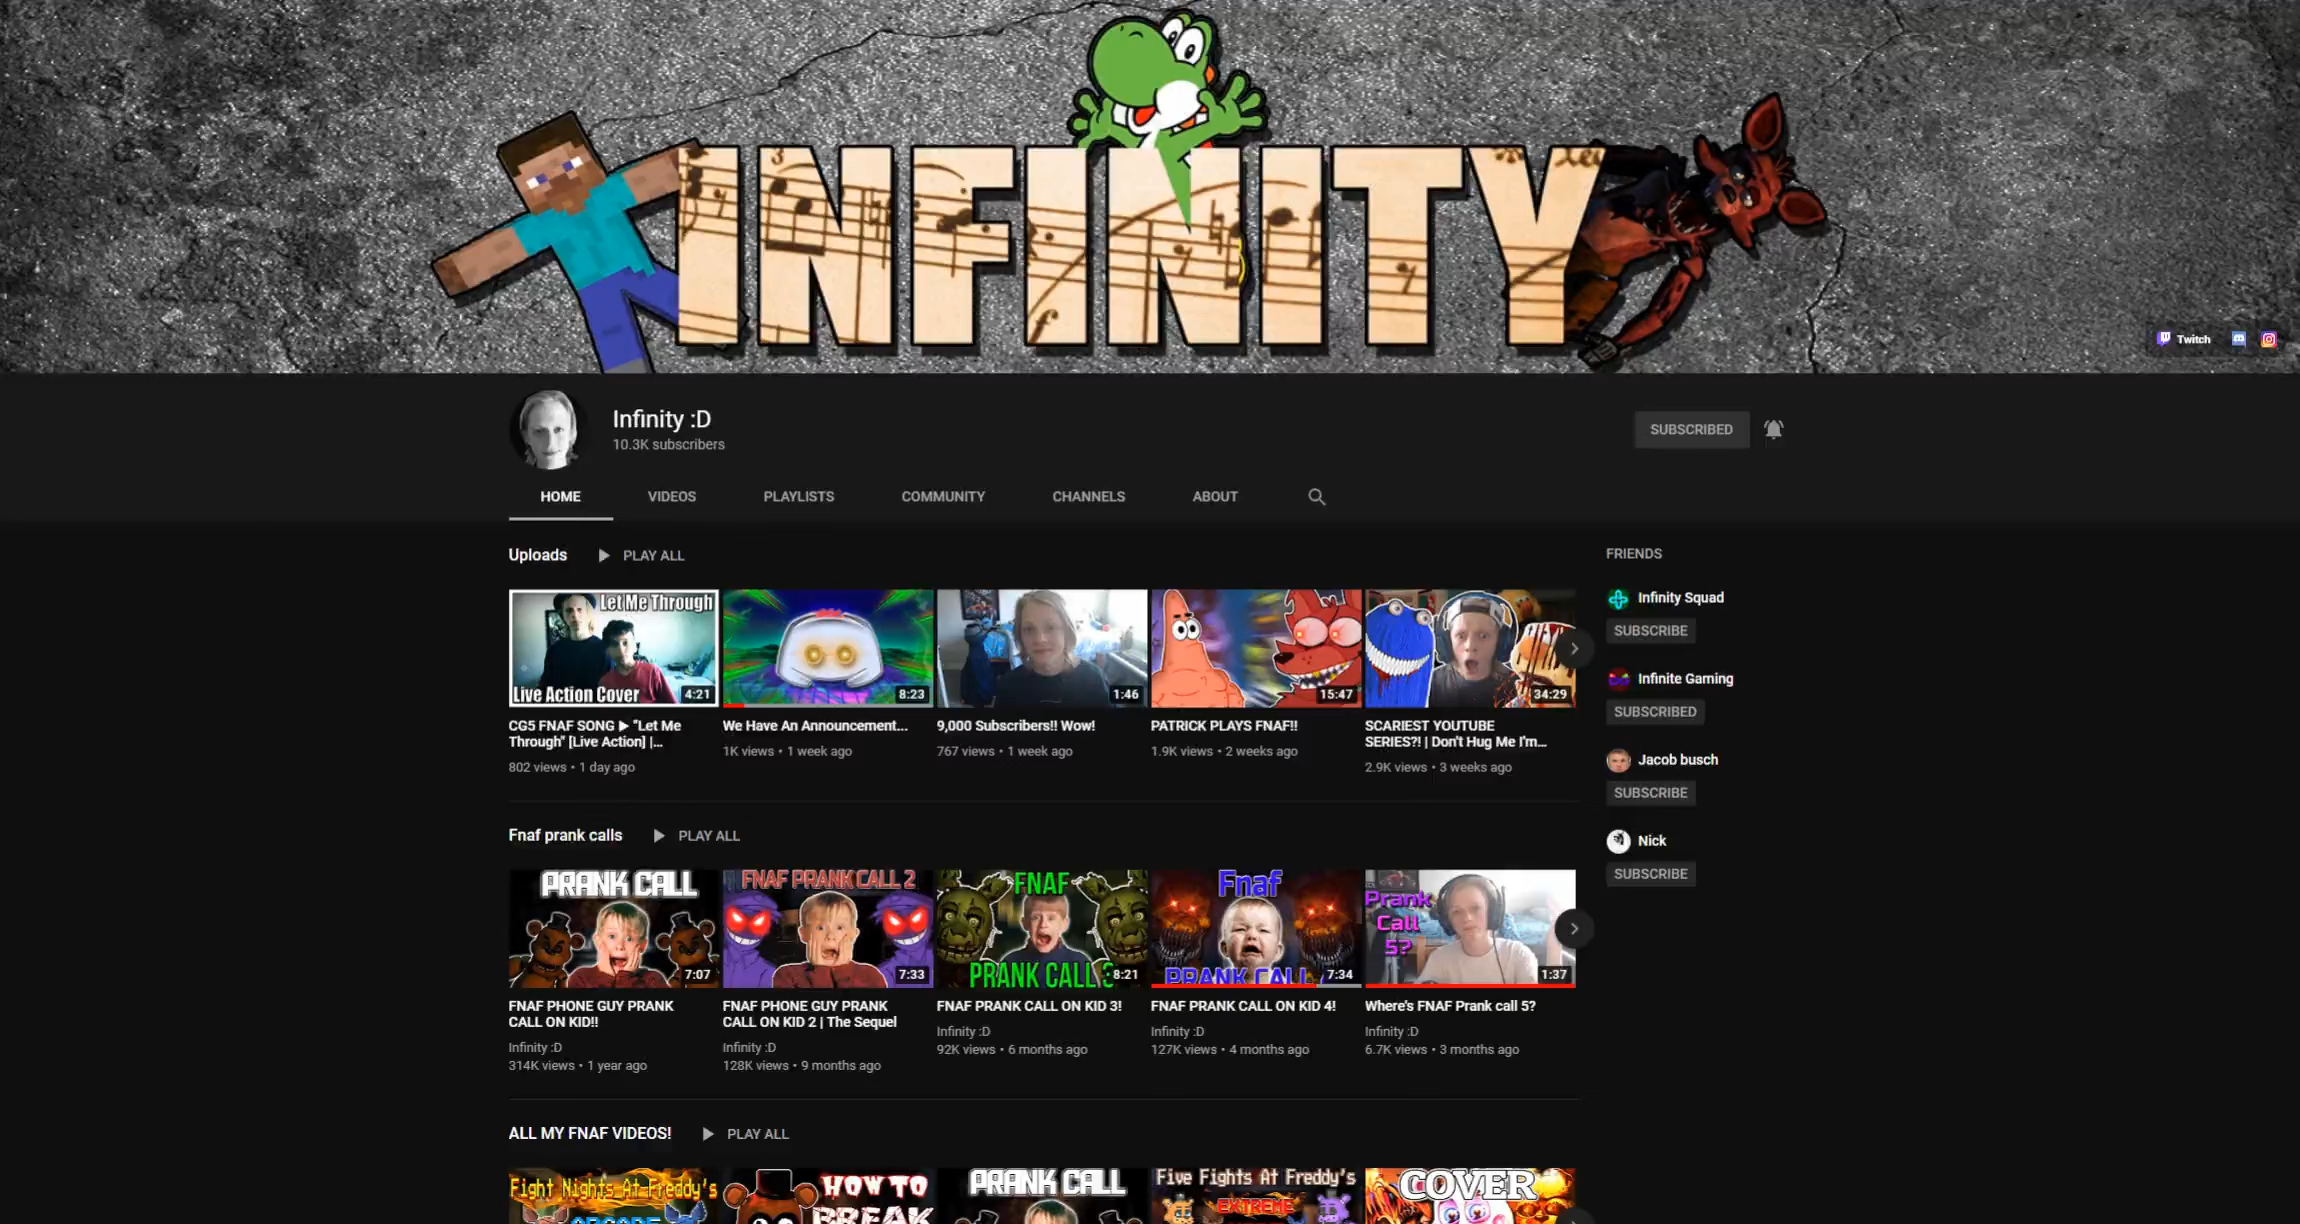 INFINITY
Twitch
Infinity :D
10.3K subscribers
SUBSCRIBED
HOME
VIDEOS
PLAYLISTS
COMMUNITY
CHANNELS
ABOUT
Uploads
PLAY ALL
Let Me Through
Live Action Cover
4:21
8:23
1:46
15:47
34:29
CG5 FNAF SONG ▶ "Let Me
Through" [Live Action] |...
802 views • 1 day ago
We Have An Announcement...
1K views • 1 week ago
9,000 Subscribers!! Wow!
767 views • 1 week ago
PATRICK PLAYS FNAF!!
1.9K views • 2 weeks ago
SCARIEST YOUTUBE
SERIES?! | Don't Hug Me I'm...
2.9K views • 3 weeks ago
FRIENDS
Infinity Squad
SUBSCRIBE
Infinite Gaming
SUBSCRIBED
Jacob busch
SUBSCRIBE
Nick
SUBSCRIBE
Fnaf prank calls
PLAY ALL
PRANK CALL
7:07
FNAF PRANK CALL 2
7:33
FNAF
PRANK CALL 3
8:21
Fnaf
PRANK CALL
7:34
Prank
Call
5?
1:37
FNAF PHONE GUY PRANK
CALL ON KID!!
Infinity :D
314K views • 1 year ago
FNAF PHONE GUY PRANK
CALL ON KID 2 | The Sequel
Infinity :D
128K views • 9 months ago
FNAF PRANK CALL ON KID 3!
Infinity :D
92K views • 6 months ago
FNAF PRANK CALL ON KID 4!
Infinity :D
127K views • 4 months ago
Where's FNAF Prank call 5?
Infinity :D
6.7K views • 3 months ago
ALL MY FNAF VIDEOS!
PLAY ALL
Fight Nights At Freddy's
ARCADE
HOW TO
BREAK
PRANK CALL
Five Fights At Freddy's
EXTREME
COVER